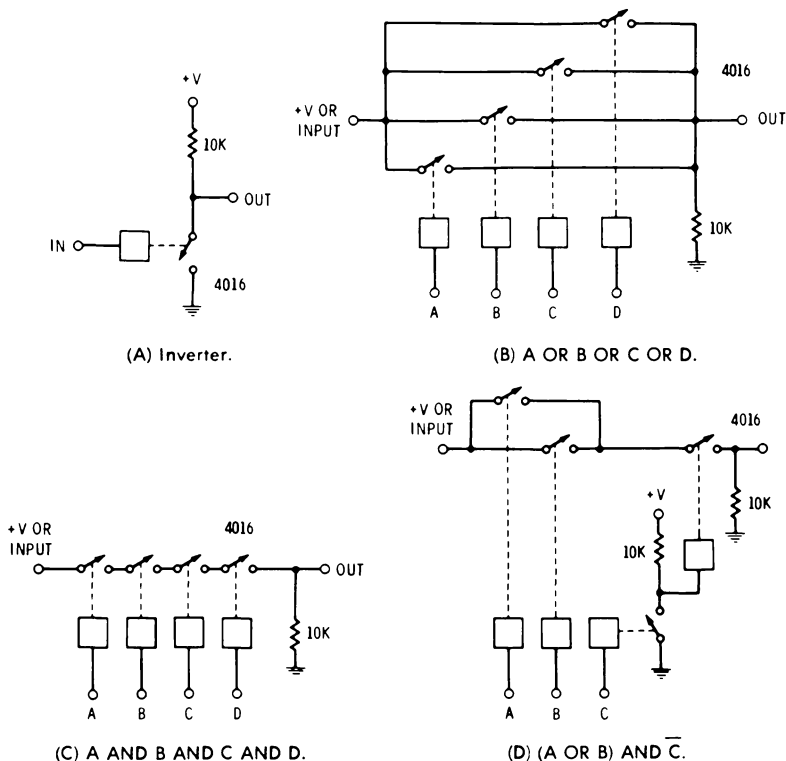 +V
10K
OUT
IN
4016
(A) Inverter.
4016
+V OR
INPUT
OUT
10K
A B C D
(B) A OR B OR C OR D.
+V OR
INPUT
4016
OUT
10K
A B C D
(C) A AND B AND C AND D.
+V OR
INPUT
4016
+V
10K
10K
A B C
(D) (A OR B) AND C̅.